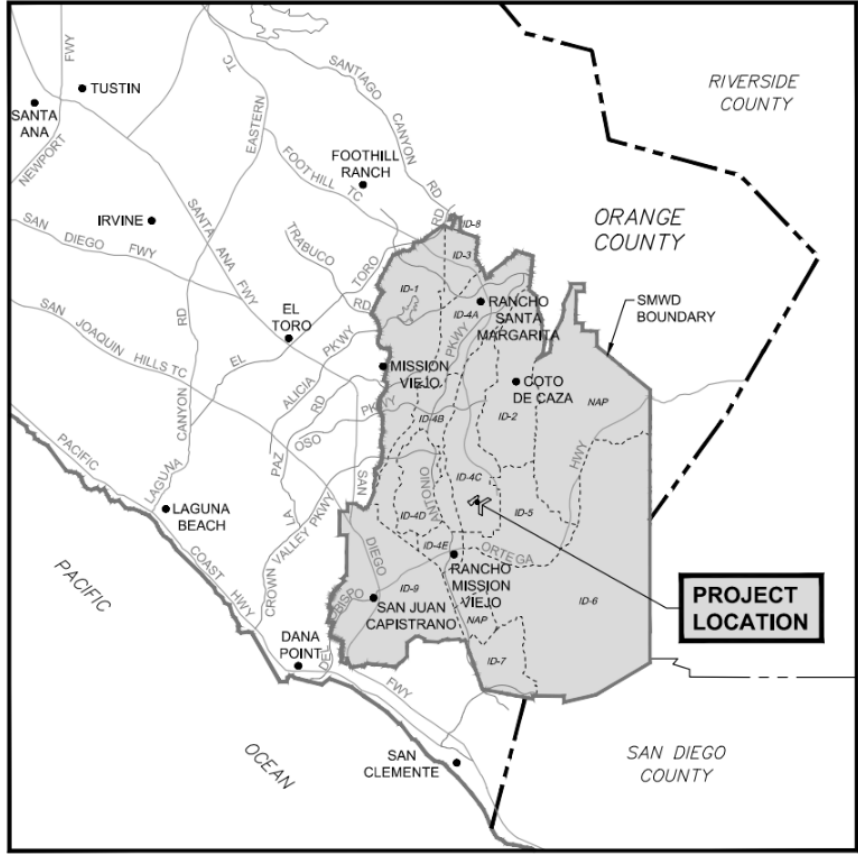 RIVERSIDE
COUNTY
ORANGE
COUNTY
SAN DIEGO
COUNTY
PACIFIC
OCEAN
SMWD
BOUNDARY
PROJECT
LOCATION
TUSTIN
SANTA
ANA
NEWPORT
FWY
EASTERN
TC
SANTIAGO
CANYON
RD
FOOTHILL
RANCH
FOOTHILL TC
IRVINE
SAN DIEGO FWY
SANTA ANA FWY
TRABUCO
RD
EL
TORO
RD
EL
TORO
SAN JOAQUIN HILLS TC
LAGUNA
CANYON
RD
ALICIA PKWY
MISSION
VIEJO
LA
PAZ
RD
OSO
PKWY
CROWN
VALLEY PKWY
SAN
DIEGO
FWY
ANTONIO
PKWY
ORTEGA
HWY
RANCHO
SANTA
MARGARITA
COTO
DE CAZA
RANCHO
MISSION
VIEJO
SAN JUAN
CAPISTRANO
LAGUNA
BEACH
PACIFIC
COAST
HWY
DANA
POINT
DEL
OBISPO
SAN
CLEMENTE
ID-8
ID-3
ID-1
ID-4A
ID-4B
ID-2
NAP
ID-4C
ID-4D
ID-5
ID-4E
ID-9
NAP
ID-6
ID-7